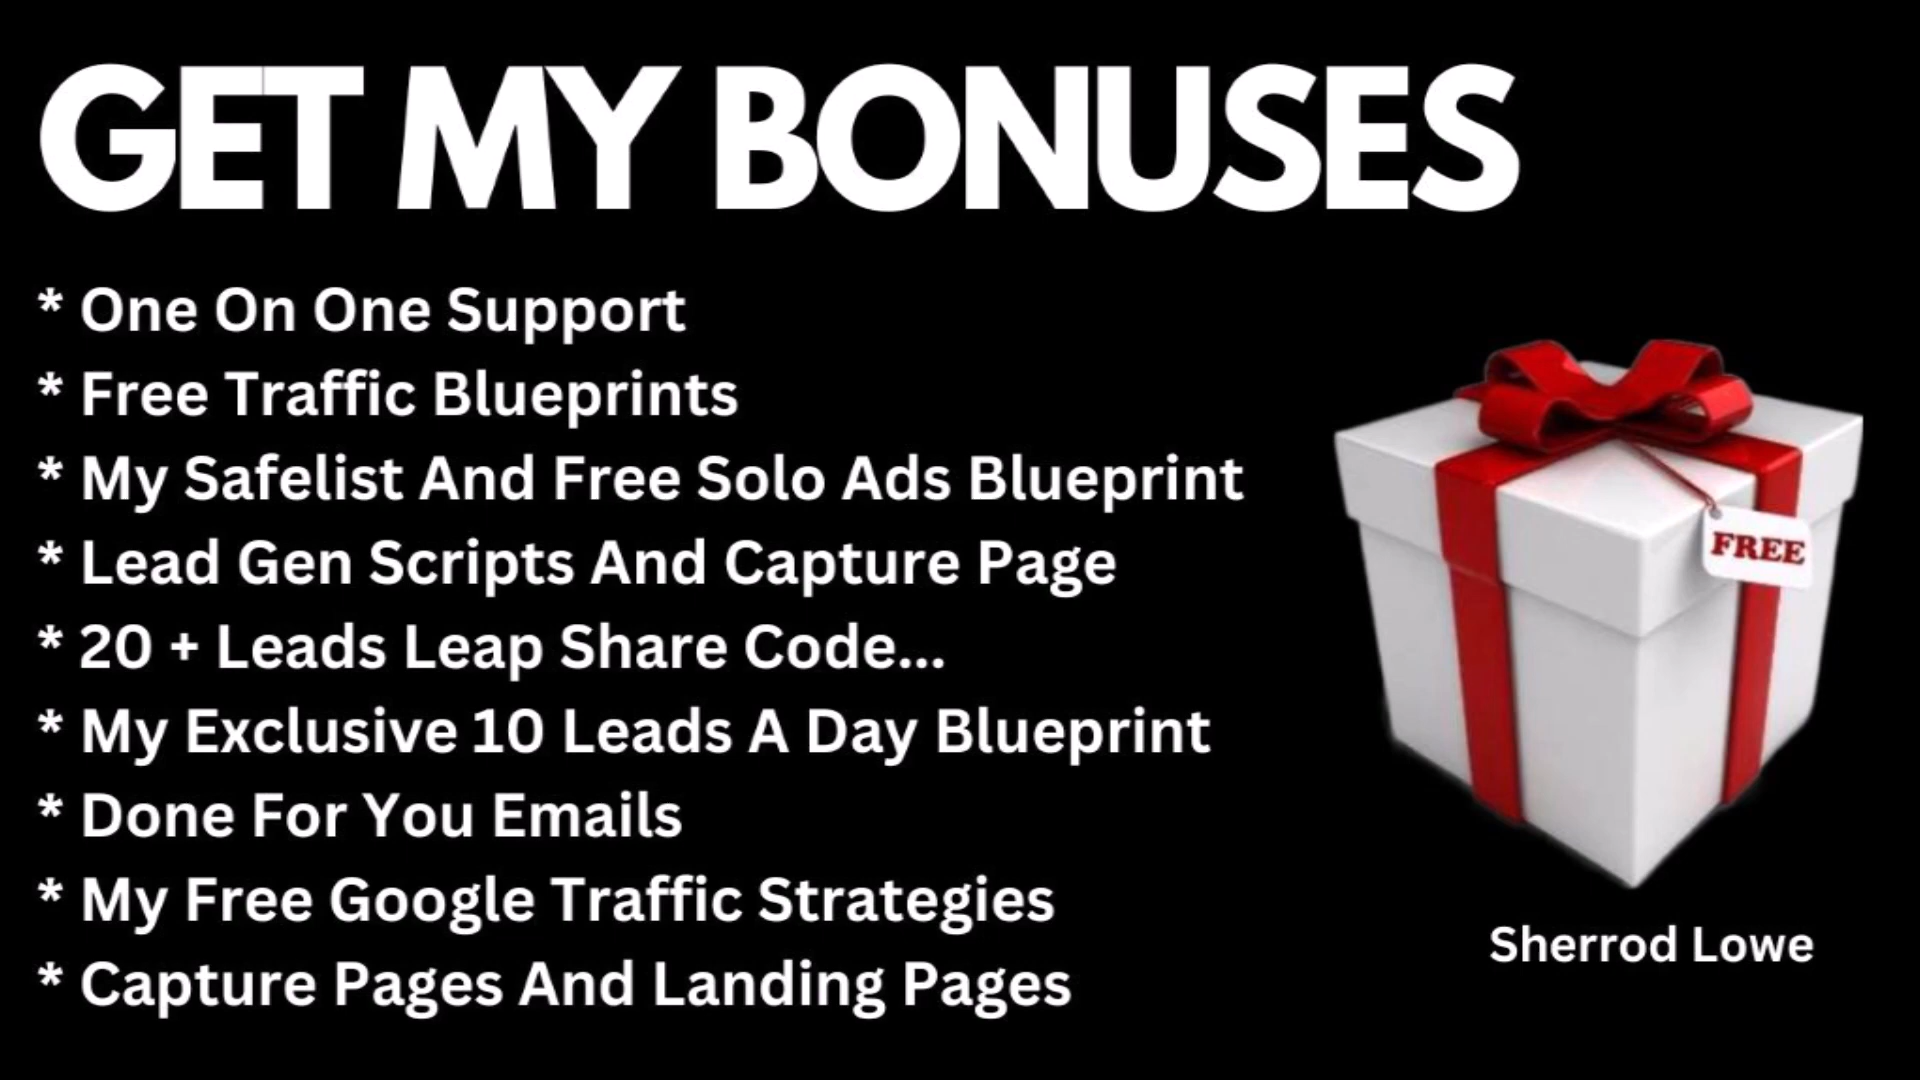 GET MY BONUSES
* One On One Support
* Free Traffic Blueprints
* My Safelist And Free Solo Ads Blueprint
* Lead Gen Scripts And Capture Page
* 20 + Leads Leap Share Code...
* My Exclusive 10 Leads A Day Blueprint
* Done For You Emails
* My Free Google Traffic Strategies
* Capture Pages And Landing Pages
FREE
Sherrod Lowe